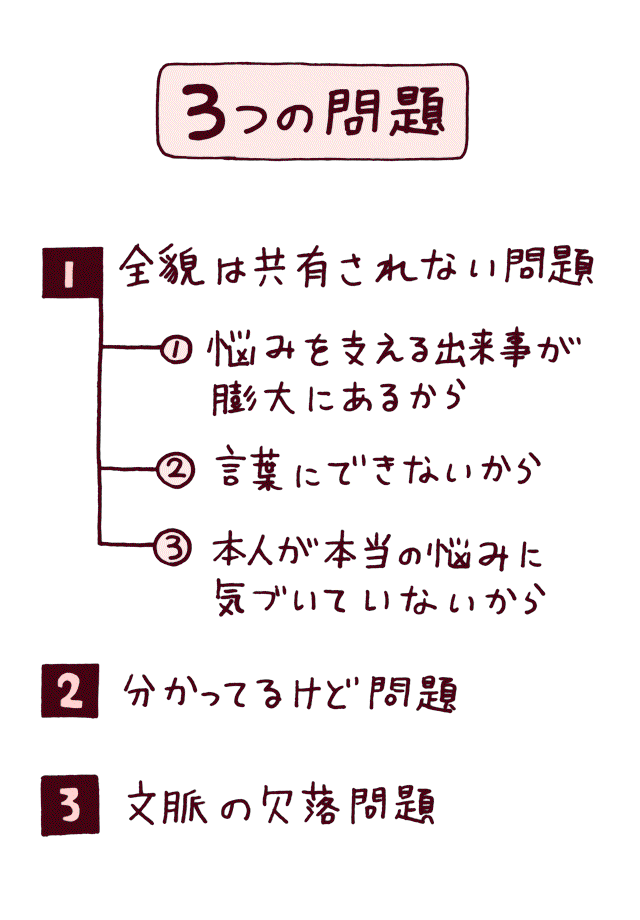 3つの問題
1 全貌は共有されない問題
① 悩みを支える出来事が
膨大にあるから
② 言葉にできないから
③ 本人が本当の悩みに
気づいていないから
2 分かってるけど問題
3 文脈の欠落問題